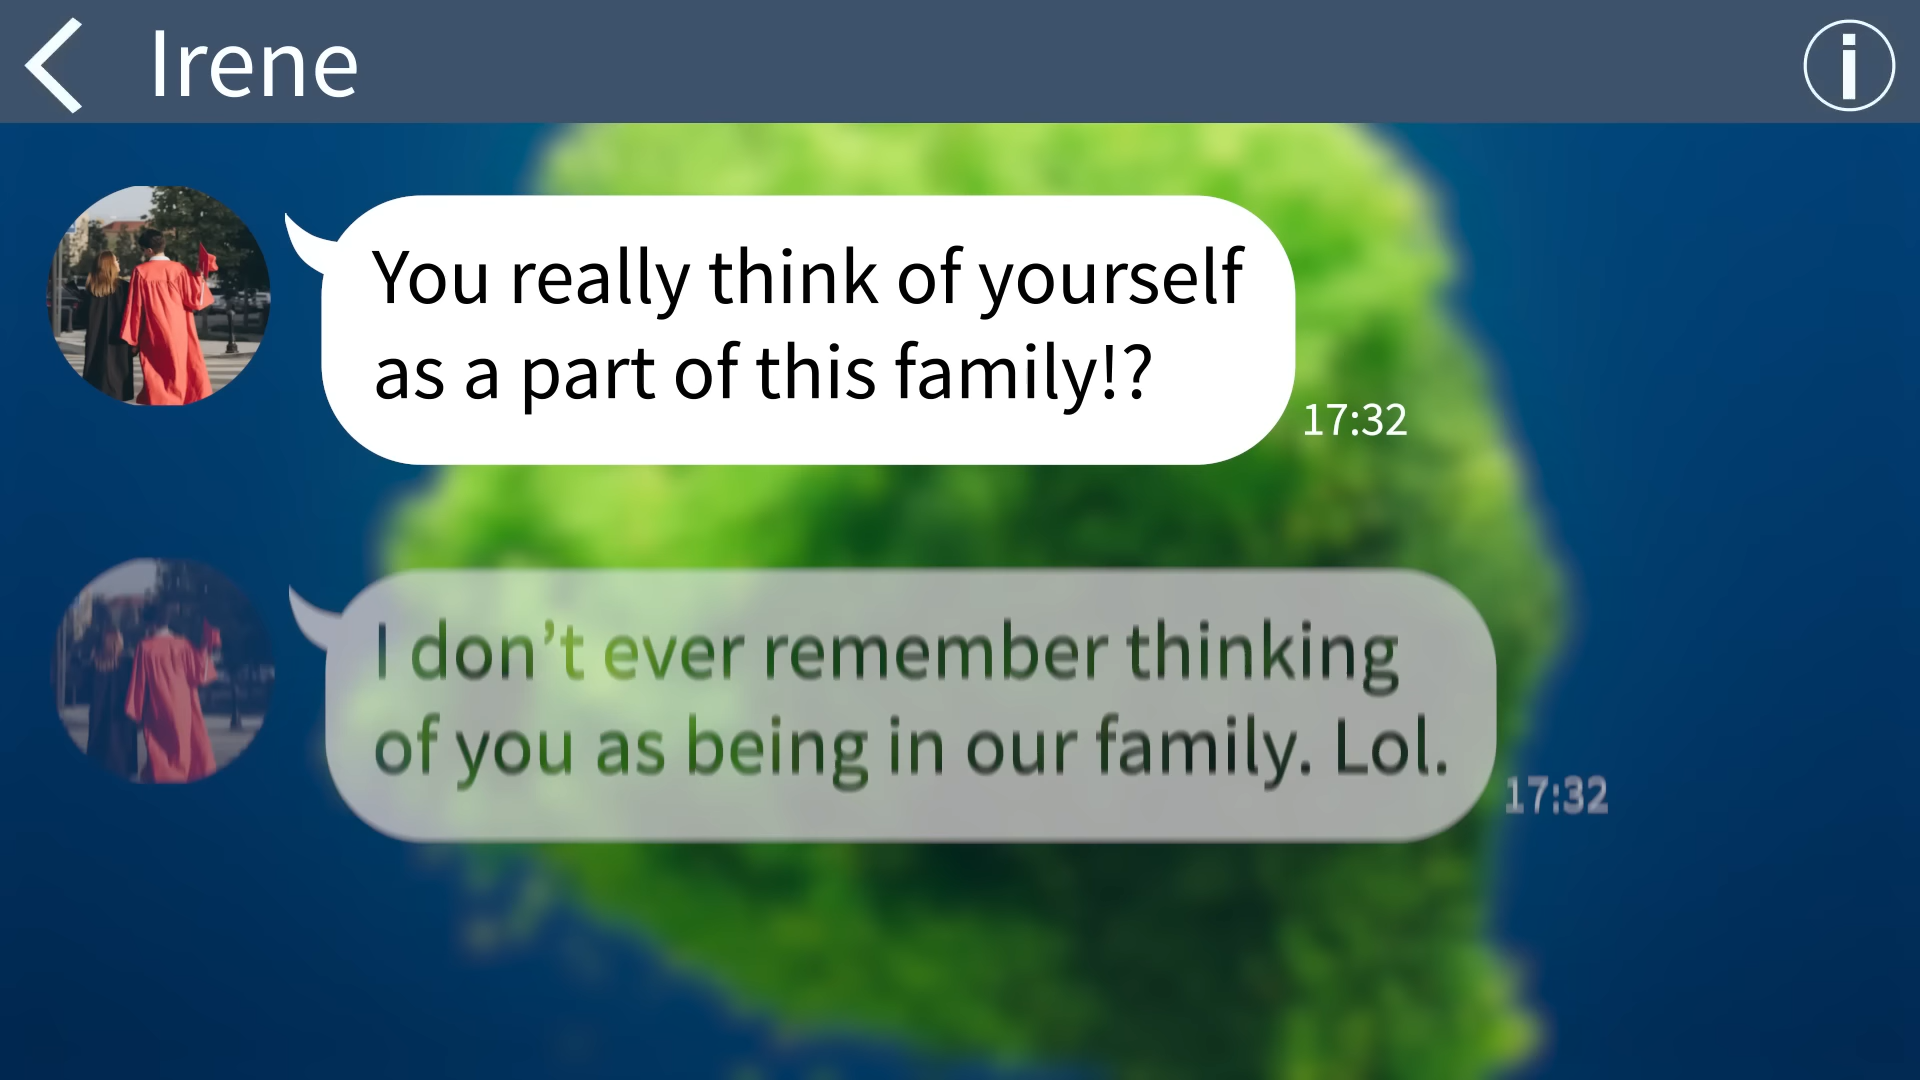 Irene
You really think of yourself
as a part of this family!?
17:32
I don’t ever remember thinking
of you as being in our family. Lol.
17:32